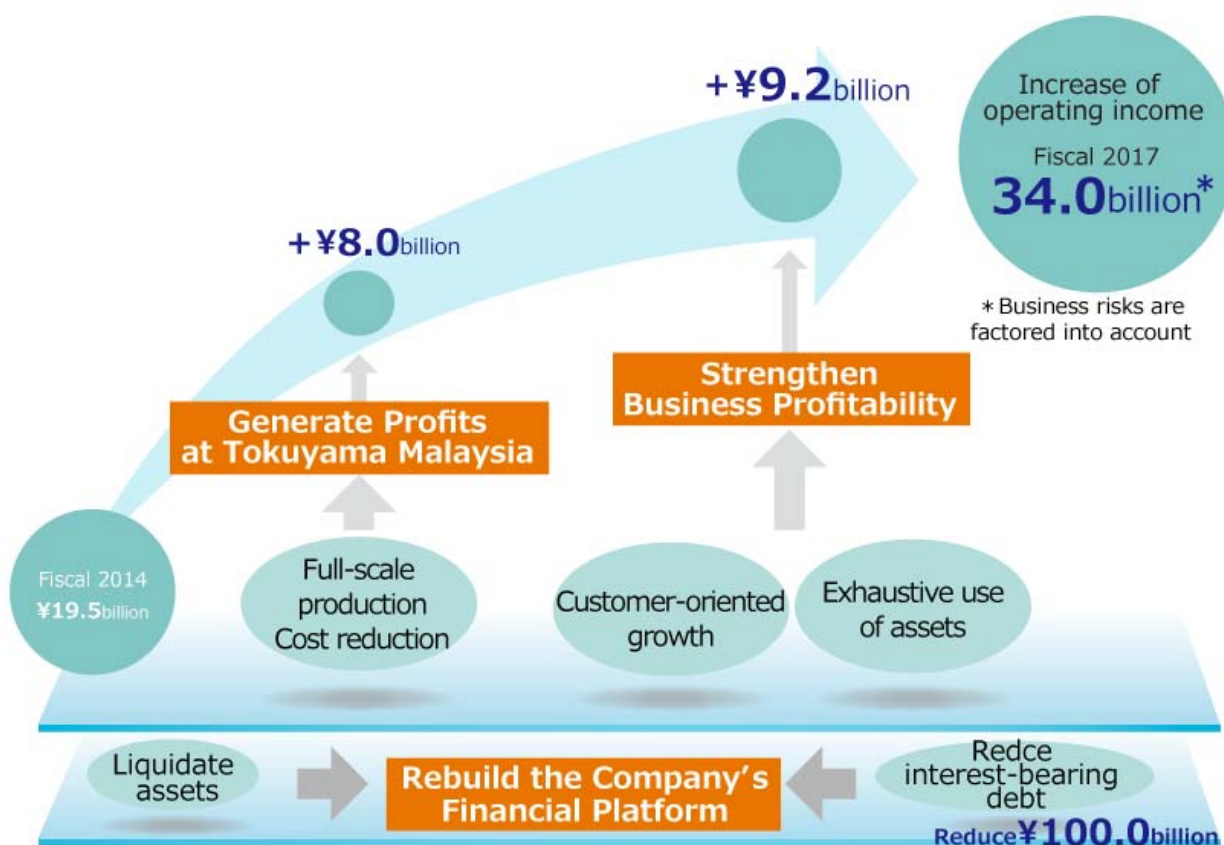 +¥9.2billion
Increase of
operating income
Fiscal 2017
34.0billion*
+¥8.0billion
*Business risks are
factored into account
Strengthen
Business Profitability
Generate Profits
at Tokuyama Malaysia
Fiscal 2014
¥19.5billion
Full-scale
production
Cost reduction
Customer-oriented
growth
Exhaustive use
of assets
Liquidate
assets
Rebuild the Company's
Financial Platform
Redce
interest-bearing
debt
Reduce¥100.0billion